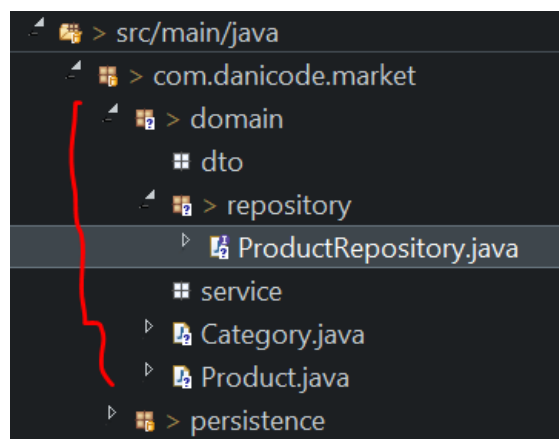 > src/main/java
> com.danicode.market
> domain
dto
> repository
ProductRepository.java
service
Category.java
Product.java
> persistence